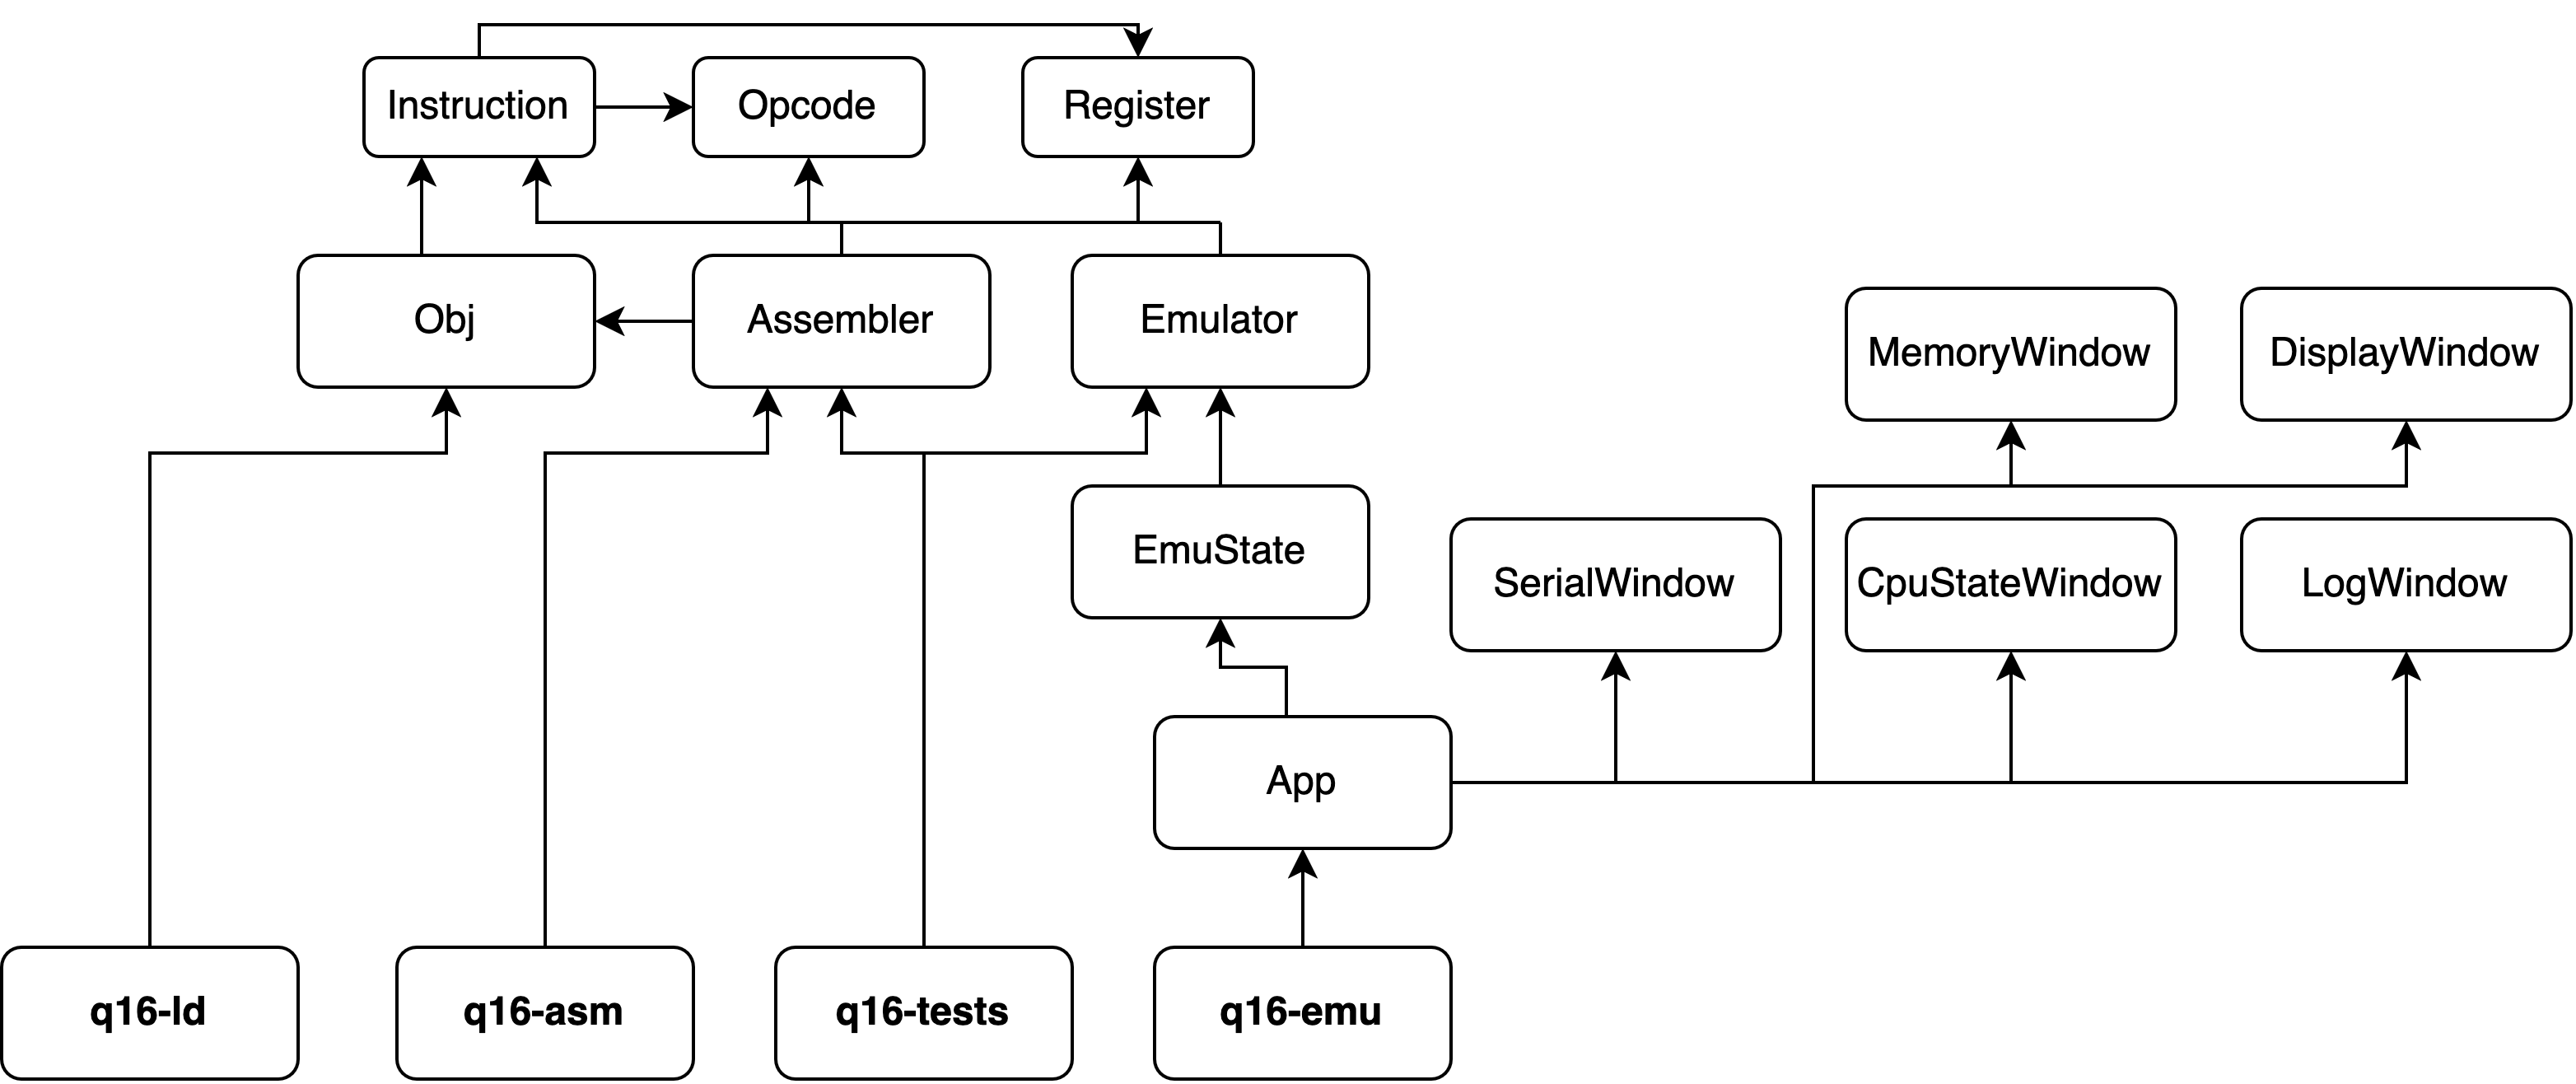 Instruction
Opcode
Register
Obj
Assembler
Emulator
MemoryWindow
DisplayWindow
EmuState
SerialWindow
CpuStateWindow
LogWindow
App
q16-ld
q16-asm
q16-tests
q16-emu